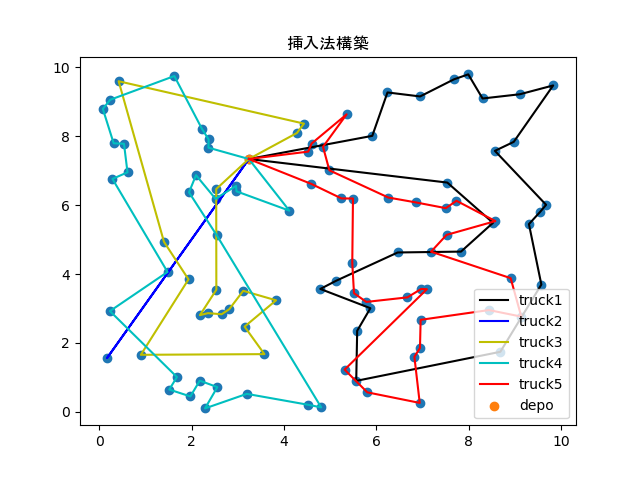 挿入法構築
10
8
6
4
2
0
0 2 4 6 8 10
truck1
truck2
truck3
truck4
truck5
depo